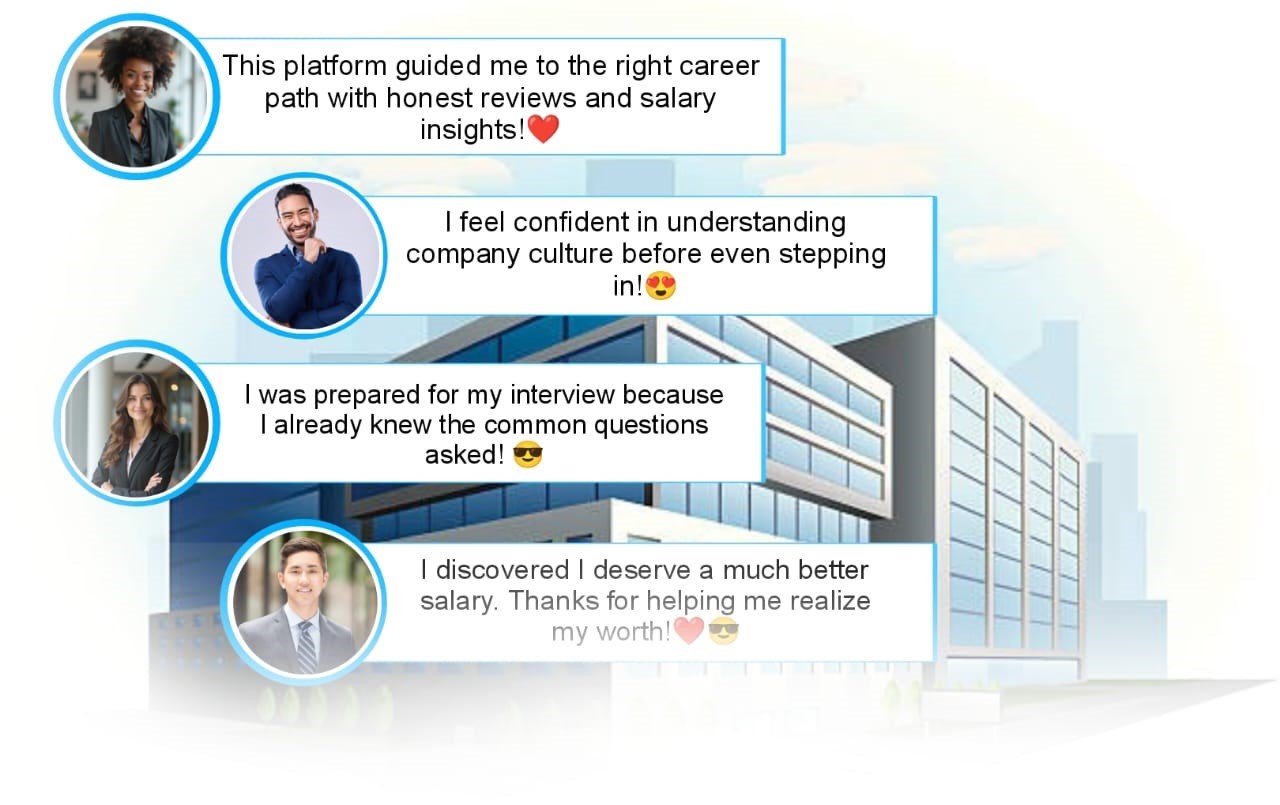 This platform guided me to the right career
path with honest reviews and salary
insights!❤️
I feel confident in understanding
company culture before even stepping
in!😍
I was prepared for my interview because
I already knew the common questions
asked! 😎
I discovered I deserve a much better
salary. Thanks for helping me realize
my worth!❤️😎